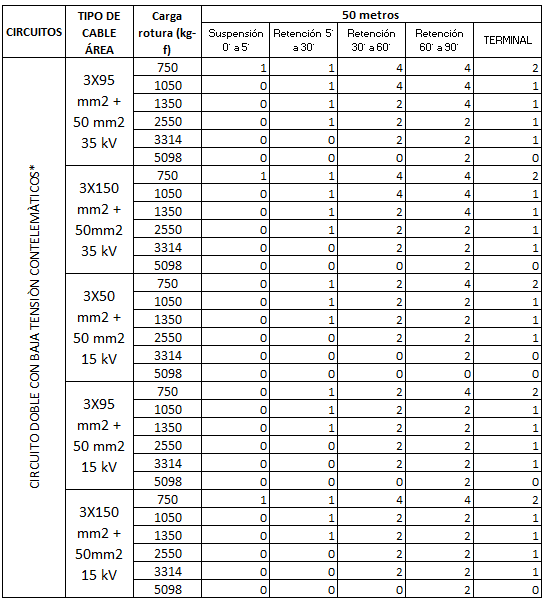 CIRCUITOS
TIPO DE CABLE ÁREA
Carga rotura (kg-f)
50 metros
Suspensión 0° a 5°
Retención 5° a 30°
Retención 30° a 60°
Retención 60° a 90°
TERMINAL
CIRCUITO DOBLE CON BAJA TENSIÒN CONTELEMÀTICOS*
3X95 mm2 + 50 mm2 35 kV
750 1 1 4 4 2
1050 0 1 4 4 1
1350 0 1 2 4 1
2550 0 1 2 2 1
3314 0 0 2 2 1
5098 0 0 0 2 0
3X150 mm2 + 50mm2 35 kV
750 1 1 4 4 2
1050 0 1 4 4 1
1350 0 1 2 4 1
2550 0 1 2 2 1
3314 0 0 2 2 1
5098 0 0 0 2 0
3X50 mm2 + 50 mm2 15 kV
750 0 1 2 4 2
1050 0 1 2 2 1
1350 0 1 2 2 1
2550 0 0 2 2 1
3314 0 0 0 2 0
5098 0 0 0 0 0
3X95 mm2 + 50 mm2 15 kV
750 0 1 2 4 2
1050 0 1 2 2 1
1350 0 1 2 2 1
2550 0 0 2 2 1
3314 0 0 2 2 1
5098 0 0 0 2 0
3X150 mm2 + 50mm2 15 kV
750 1 1 4 4 2
1050 0 1 2 2 1
1350 0 1 2 2 1
2550 0 0 2 2 1
3314 0 0 2 2 1
5098 0 0 0 2 0